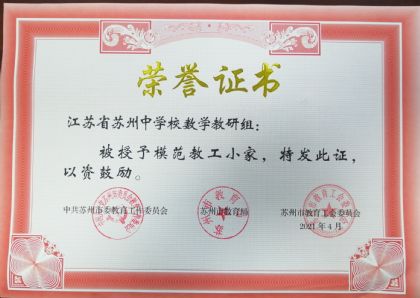 荣誉证书
江苏省苏州中学校数学教研组：
被授予模范教工小家，特发此证，
以资鼓励。
中共苏州市委教育工作委员会 苏州市教育局 苏州市教育工会委员会
2021年4月